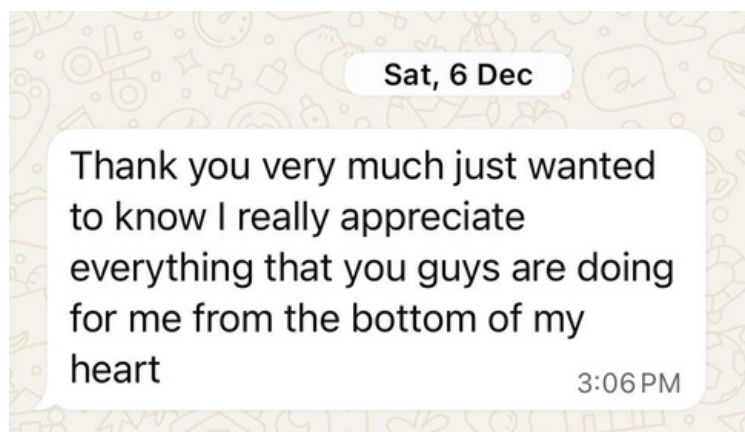 Sat, 6 Dec
Thank you very much just wanted
to know I really appreciate
everything that you guys are doing
for me from the bottom of my
heart
3:06 PM